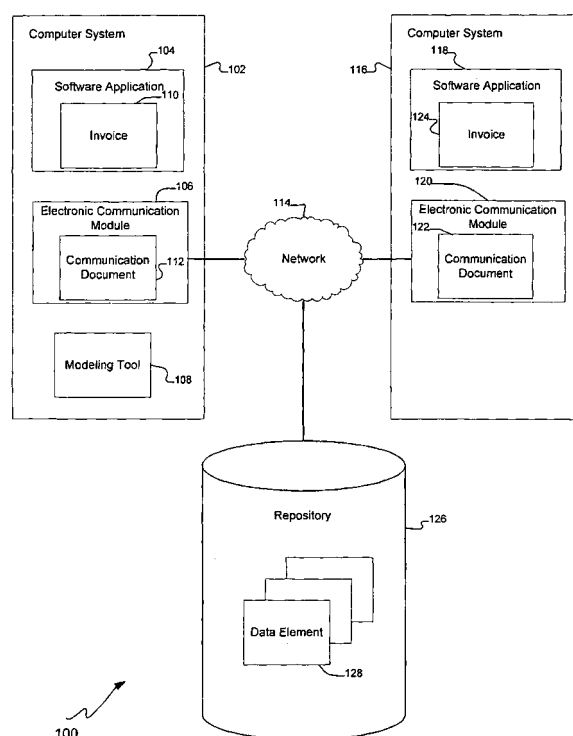 Computer System
104
102
Software Application
110
Invoice
106
Electronic Communication
Module
Communication
Document
112
Modeling Tool
108
114
Network
Computer System
118
116
Software Application
124
Invoice
120
Electronic Communication
Module
122
Communication
Document
Repository
126
Data Element
128
100